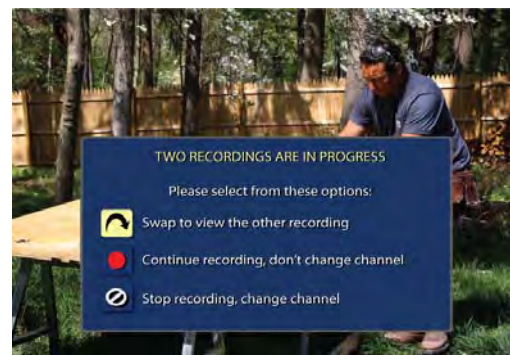 TWO RECORDINGS ARE IN PROGRESS
Please select from these options:
Swap to view the other recording
Continue recording, don't change channel
Stop recording, change channel